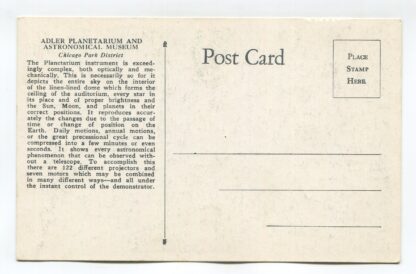 ADLER PLANETARIUM AND
ASTRONOMICAL MUSEUM
Chicago Park District
The Planetarium instrument is exceed-
ingly complex, both optically and me-
chanically. This is necessarily so for it
depicts the entire sky on the interior
of the linen-lined dome which forms the
ceiling of the auditorium, every star in
its place and of proper brightness and
the Sun, Moon, and planets in their
correct positions. It reproduces accur-
ately the changes due to the passage of
time or change of position on the
Earth. Daily motions, annual motions,
or the great precessional cycle can be
compressed into a few minutes or even
seconds. It shows every astronomical
phenomenon that can be observed with-
out a telescope. To accomplish this
there are 122 different projectors and
seven motors which may be combined
in many different ways—and all under
the instant control of the demonstrator.
Post Card
PLACE
STAMP
HERE